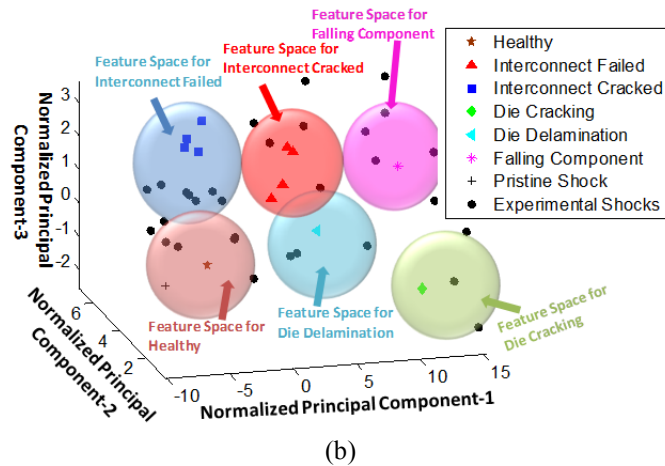 Feature Space for
Falling Component
Feature Space for
Interconnect Failed
Feature Space for
Interconnect Cracked
Healthy
Interconnect Failed
Interconnect Cracked
Die Cracking
Die Delamination
Falling Component
Pristine Shock
Experimental Shocks
Normalized Principal
Component-3
3
2
1
0
-1
-2
Feature Space for
Healthy
Feature Space for
Die Delamination
Feature Space for
Die Cracking
Normalized Principal
Component-2
6
4
2
-10
-5
0
5
10
15
Normalized Principal Component-1
(b)